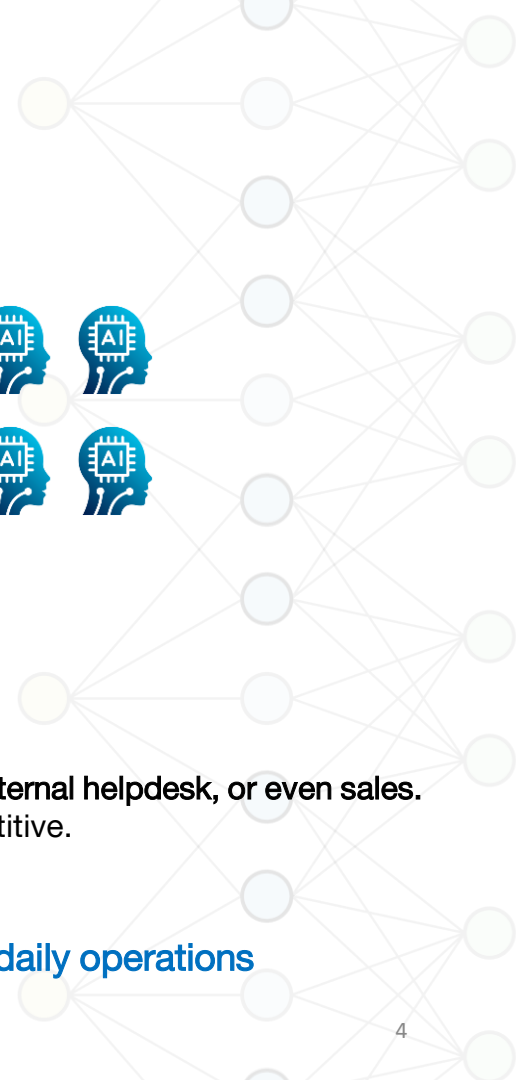 AI AI
AI AI
ternal helpdesk, or even sales.
titive.
daily operations
4